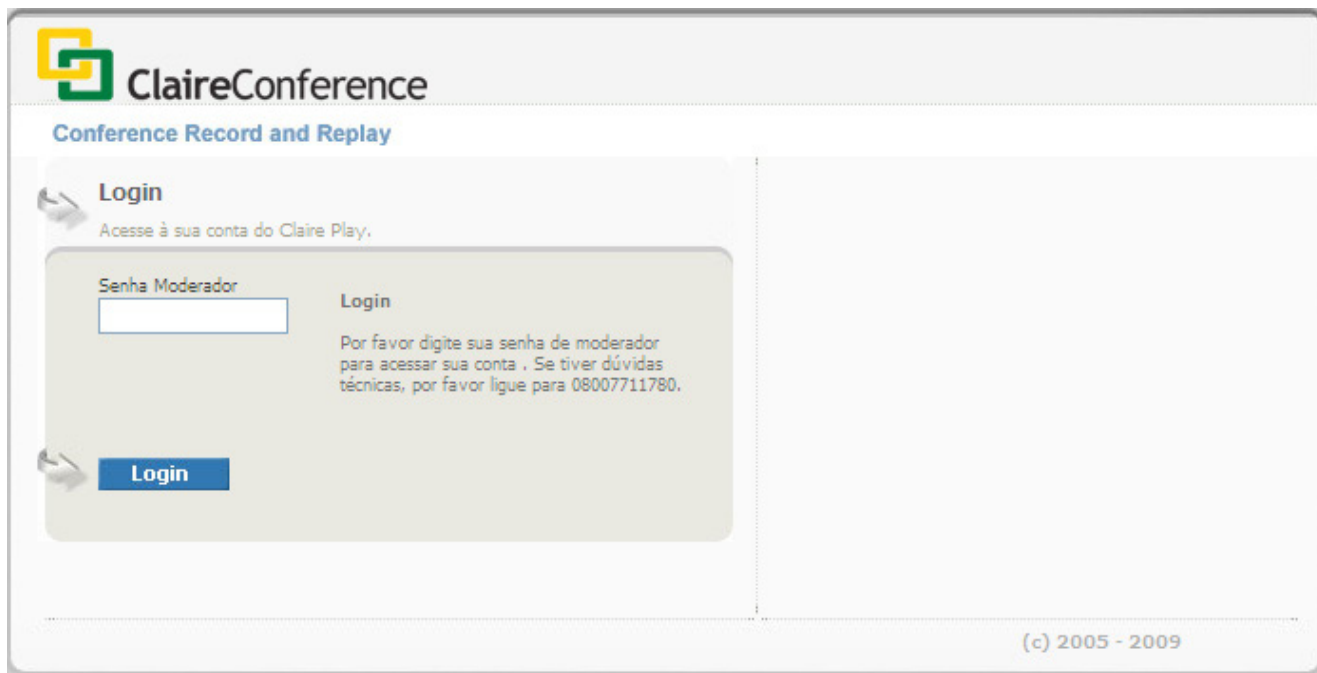 ClaireConference
Conference Record and Replay
Login
Acesse à sua conta do Claire Play.
Senha Moderador
Login
Por favor digite sua senha de moderador
para acessar sua conta . Se tiver dúvidas
técnicas, por favor ligue para 08007711780.
Login
(c) 2005 - 2009